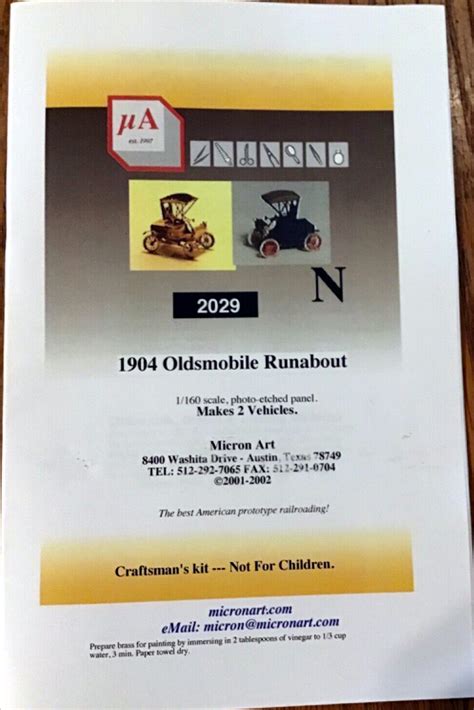 µA
est. 1992
2029
N
1904 Oldsmobile Runabout
1/160 scale, photo-etched panel.
Makes 2 Vehicles.
Micron Art
8400 Washita Drive - Austin, Texas 78749
TEL: 512-292-7065 FAX: 512-291-0704
©2001-2002
The best American prototype railroading!
Craftsman's kit --- Not For Children.
micronart.com
eMail: micron@micronart.com
Prepare brass for painting by immersing in 2 tablespoons of vinegar to 1/3 cup
water, 3 min. Paper towel dry.